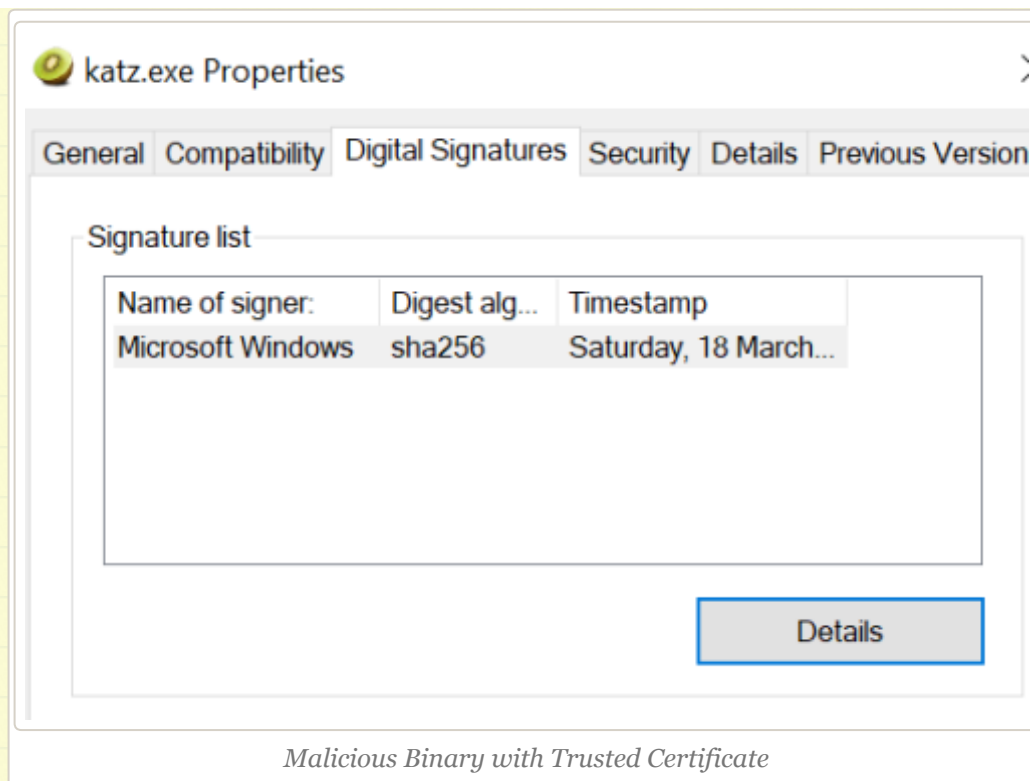 katz.exe Properties
General Compatibility Digital Signatures Security Details Previous Version
Signature list
Name of signer: Digest alg... Timestamp
Microsoft Windows sha256 Saturday, 18 March...
Details
Malicious Binary with Trusted Certificate